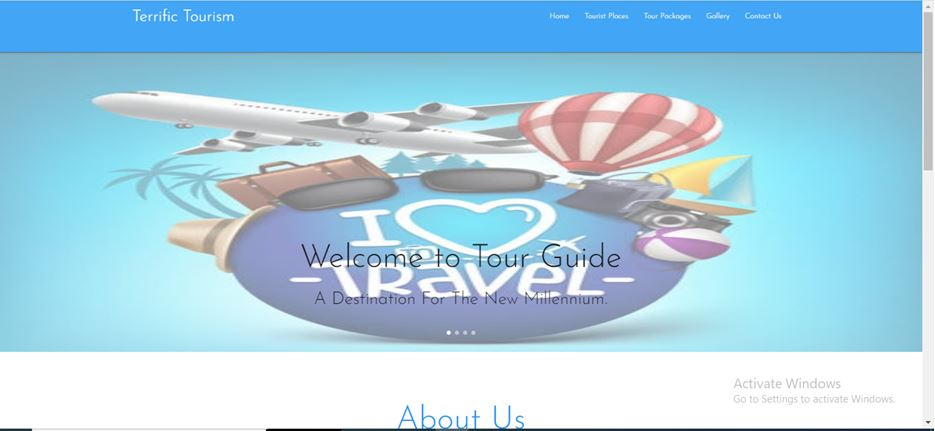 Terrific Tourism
Home Tourist Places Tour Packages Gallery Contact Us
I TO
Welcome to Tour Guide
-TRAVEL-
A Destination For The New Millennium.
Activate Windows
Go to Settings to activate Windows.
About Us